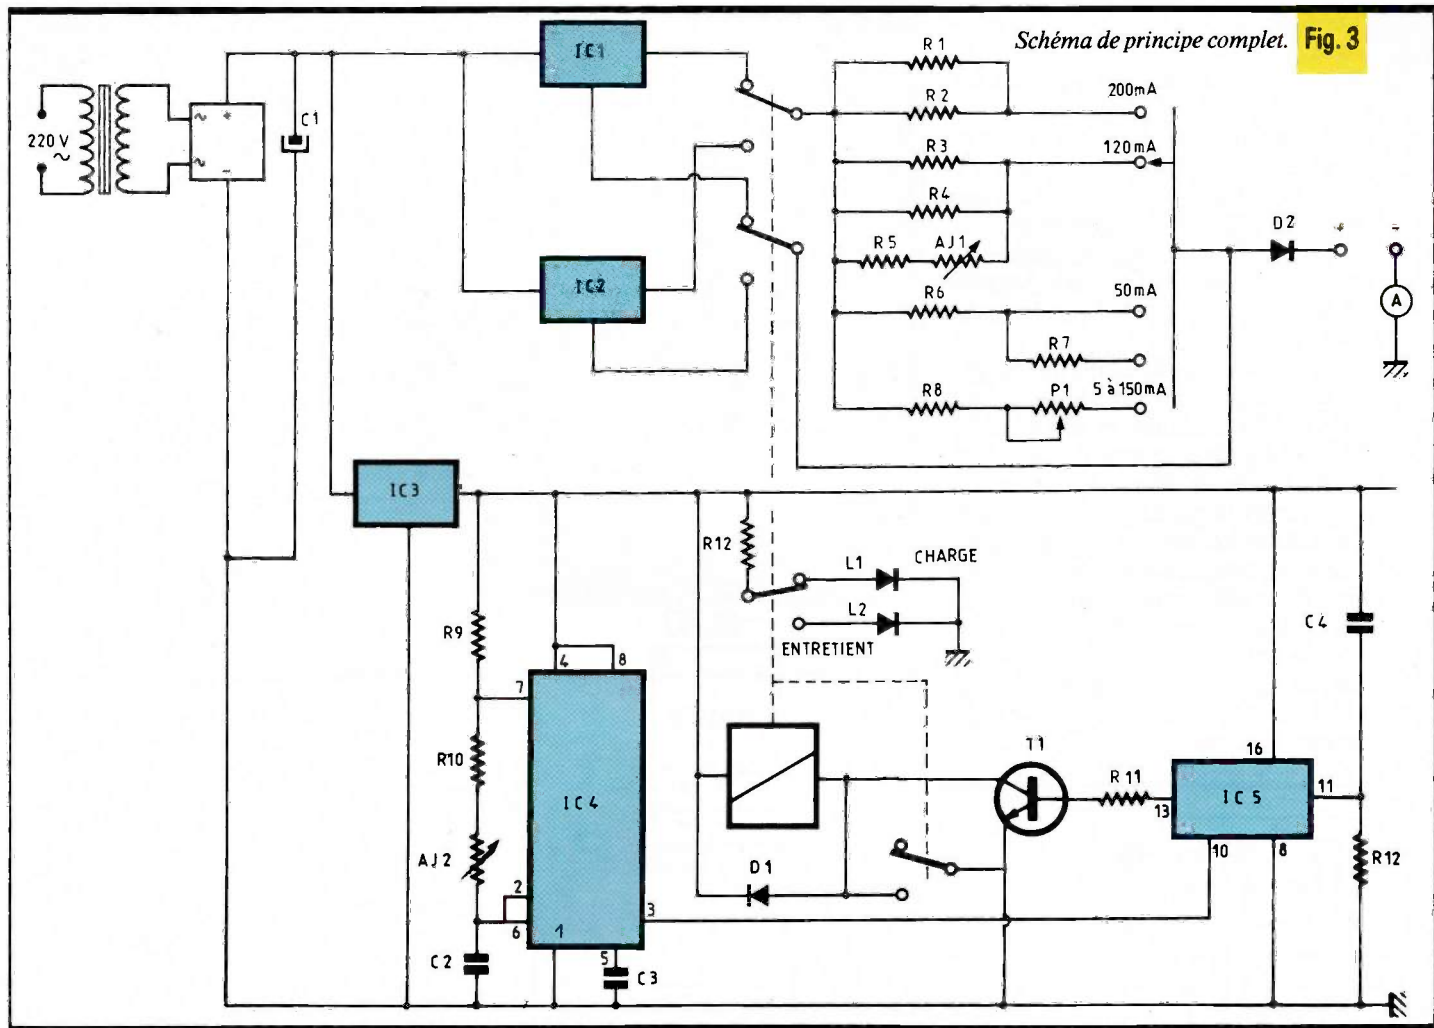 Schéma de principe complet. Fig. 3
IC1
R1
R2
200mA
R3
120mA
R4
R5 AJ1
D2
+ -
220 V
~
~ +
~ -
C1
IC2
R6
50mA
A
R7
R8 P1 5 à 150mA
IC3
R12
L1 CHARGE
L2
ENTRETIENT
C4
R9
4 8
7
R10
IC4
T1
R11
16
IC5
11
13
10 8
AJ2
D1
R12
2
6 1
3
5
C2
C3